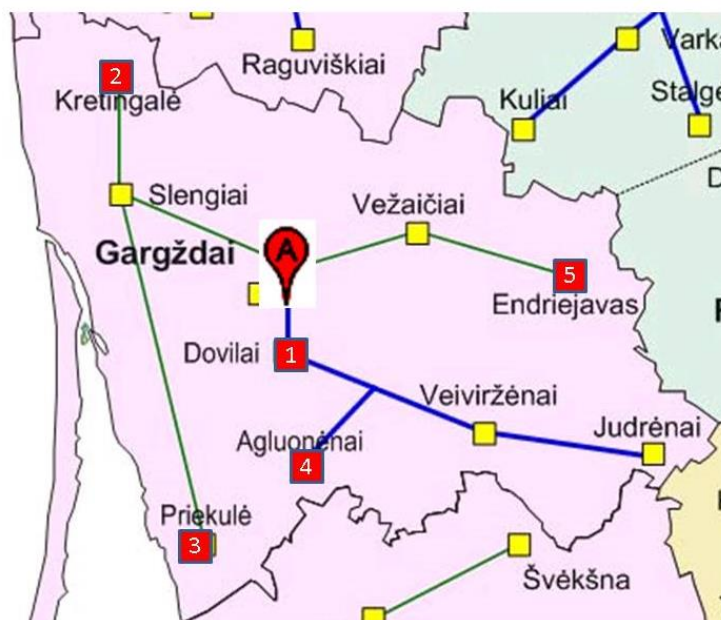 Raguviškiai
Varka
2
Kretingalė
Kuliai
Stalge
Slengiai
Vežaičiai
Gargždai
A
5
Endriejavas
Dovilai
1
Veiviržėnai
Judrėnai
Agluonėnai
4
Priekulė
3
Švėkšna